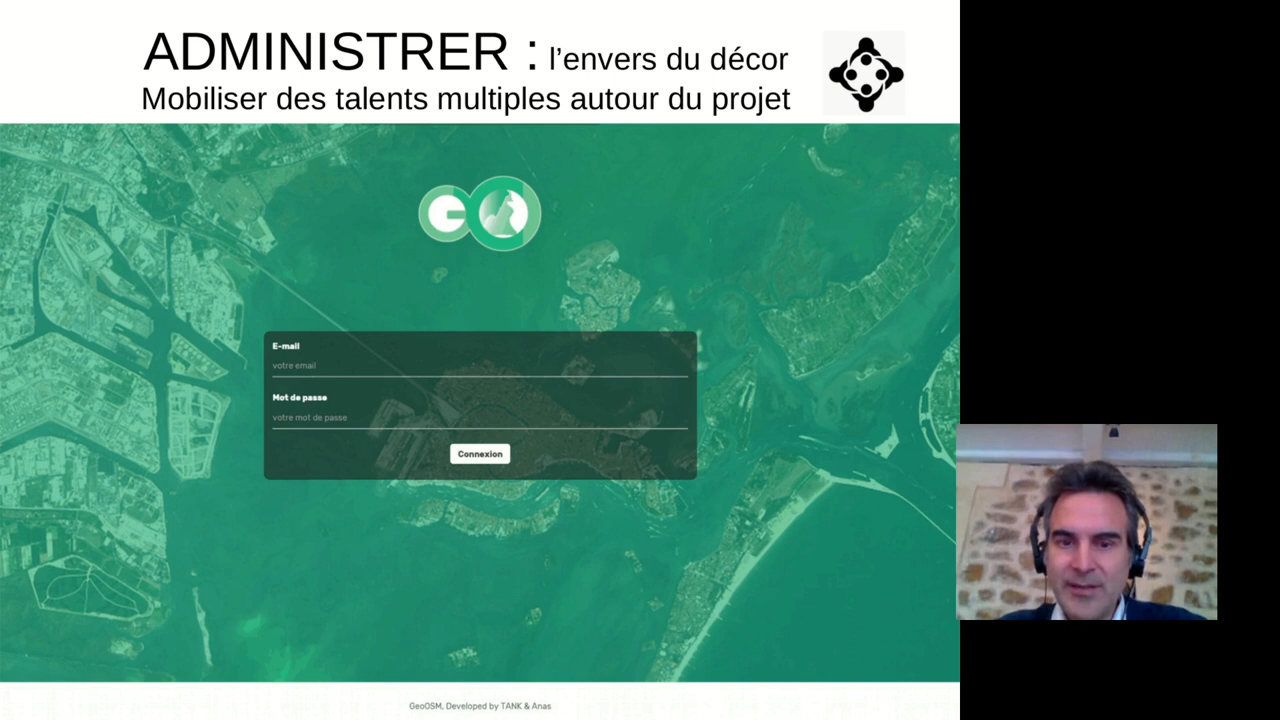 ADMINISTRER : l’envers du décor
Mobiliser des talents multiples autour du projet
E-mail
votre email
Mot de passe
votre mot de passe
Connexion
GeoOSM, Developed by TANK & Anas